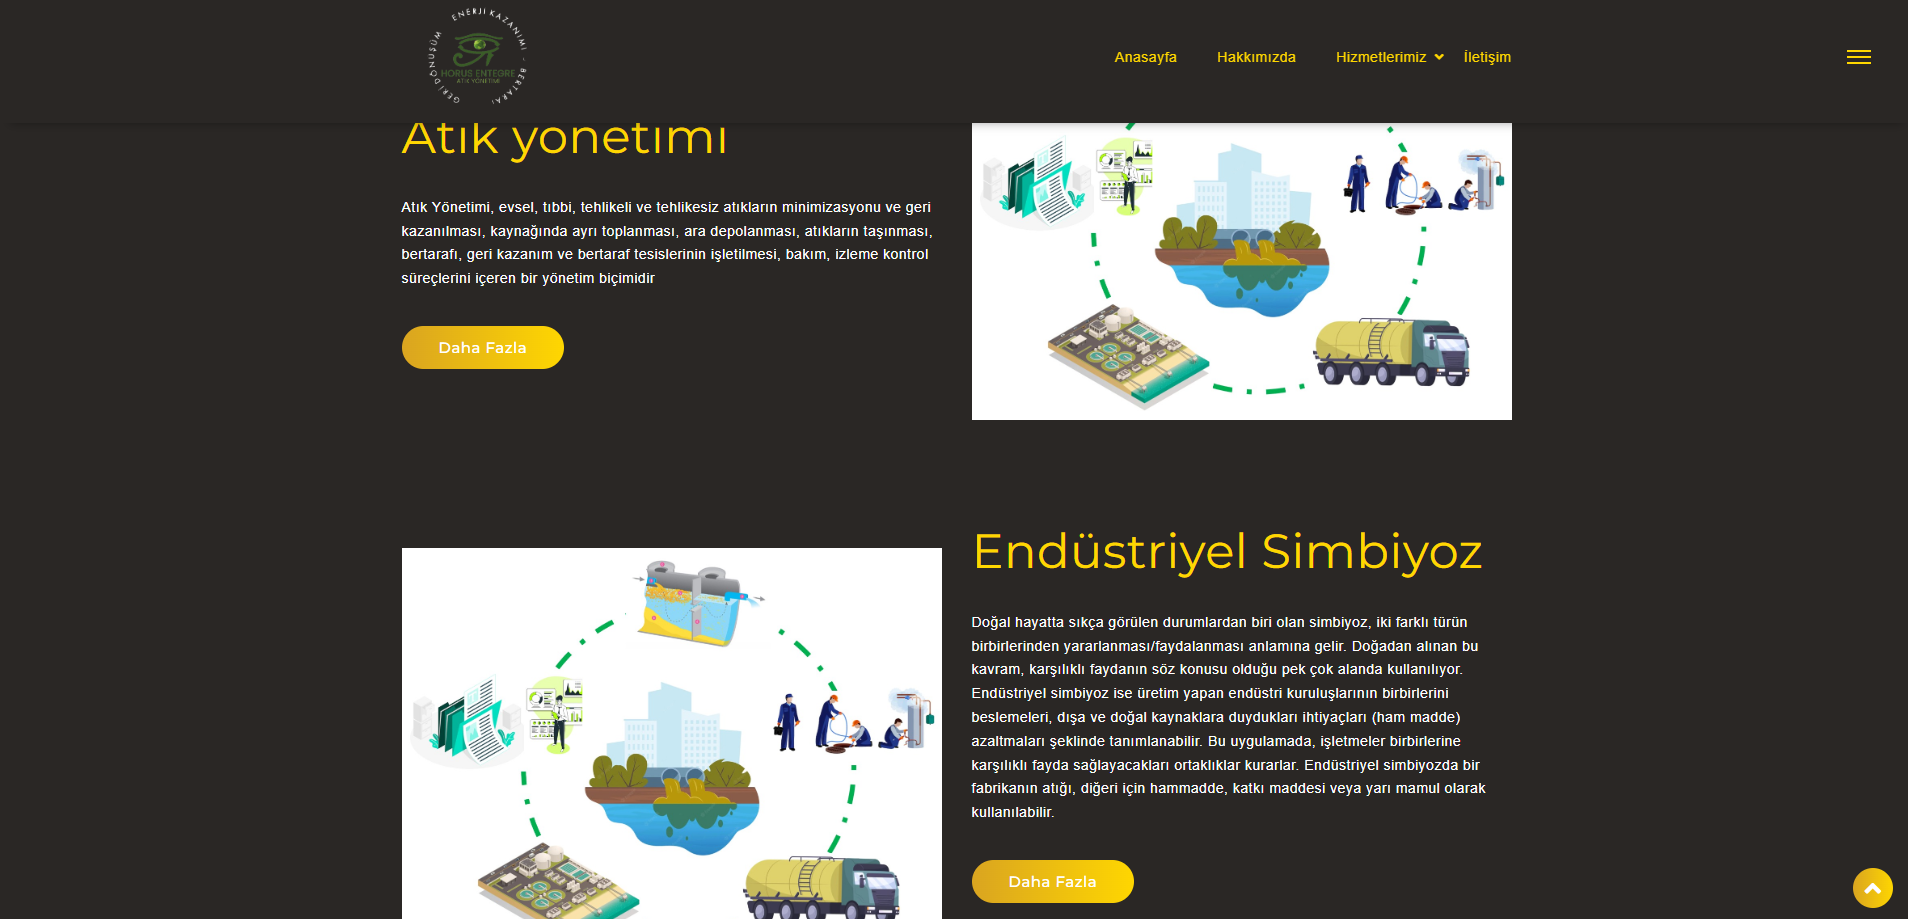 ENERJİ KAZANIMI - BERTARAF
GERİ DÖNÜŞÜM
HORUS ENTEGRE
ATIK YÖNETİMİ
Anasayfa
Hakkımızda
Hizmetlerimiz
İletişim
Atık yönetimi
Atık Yönetimi, evsel, tıbbi, tehlikeli ve tehlikesiz atıkların minimizasyonu ve geri
kazanılması, kaynağında ayrı toplanması, ara depolanması, atıkların taşınması,
bertarafı, geri kazanım ve bertaraf tesislerinin işletilmesi, bakım, izleme kontrol
süreçlerini içeren bir yönetim biçimidir
Daha Fazla
Endüstriyel Simbiyoz
Doğal hayatta sıkça görülen durumlardan biri olan simbiyoz, iki farklı türün
birbirlerinden yararlanması/faydalanması anlamına gelir. Doğadan alınan bu
kavram, karşılıklı faydanın söz konusu olduğu pek çok alanda kullanılıyor.
Endüstriyel simbiyoz ise üretim yapan endüstri kuruluşlarının birbirlerini
beslemeleri, dışa ve doğal kaynaklara duydukları ihtiyaçları (ham madde)
azaltmaları şeklinde tanımlanabilir. Bu uygulamada, işletmeler birbirlerine
karşılıklı fayda sağlayacakları ortaklıklar kurarlar. Endüstriyel simbiyozda bir
fabrikanın atığı, diğeri için hammadde, katkı maddesi veya yarı mamul olarak
kullanılabilir.
Daha Fazla